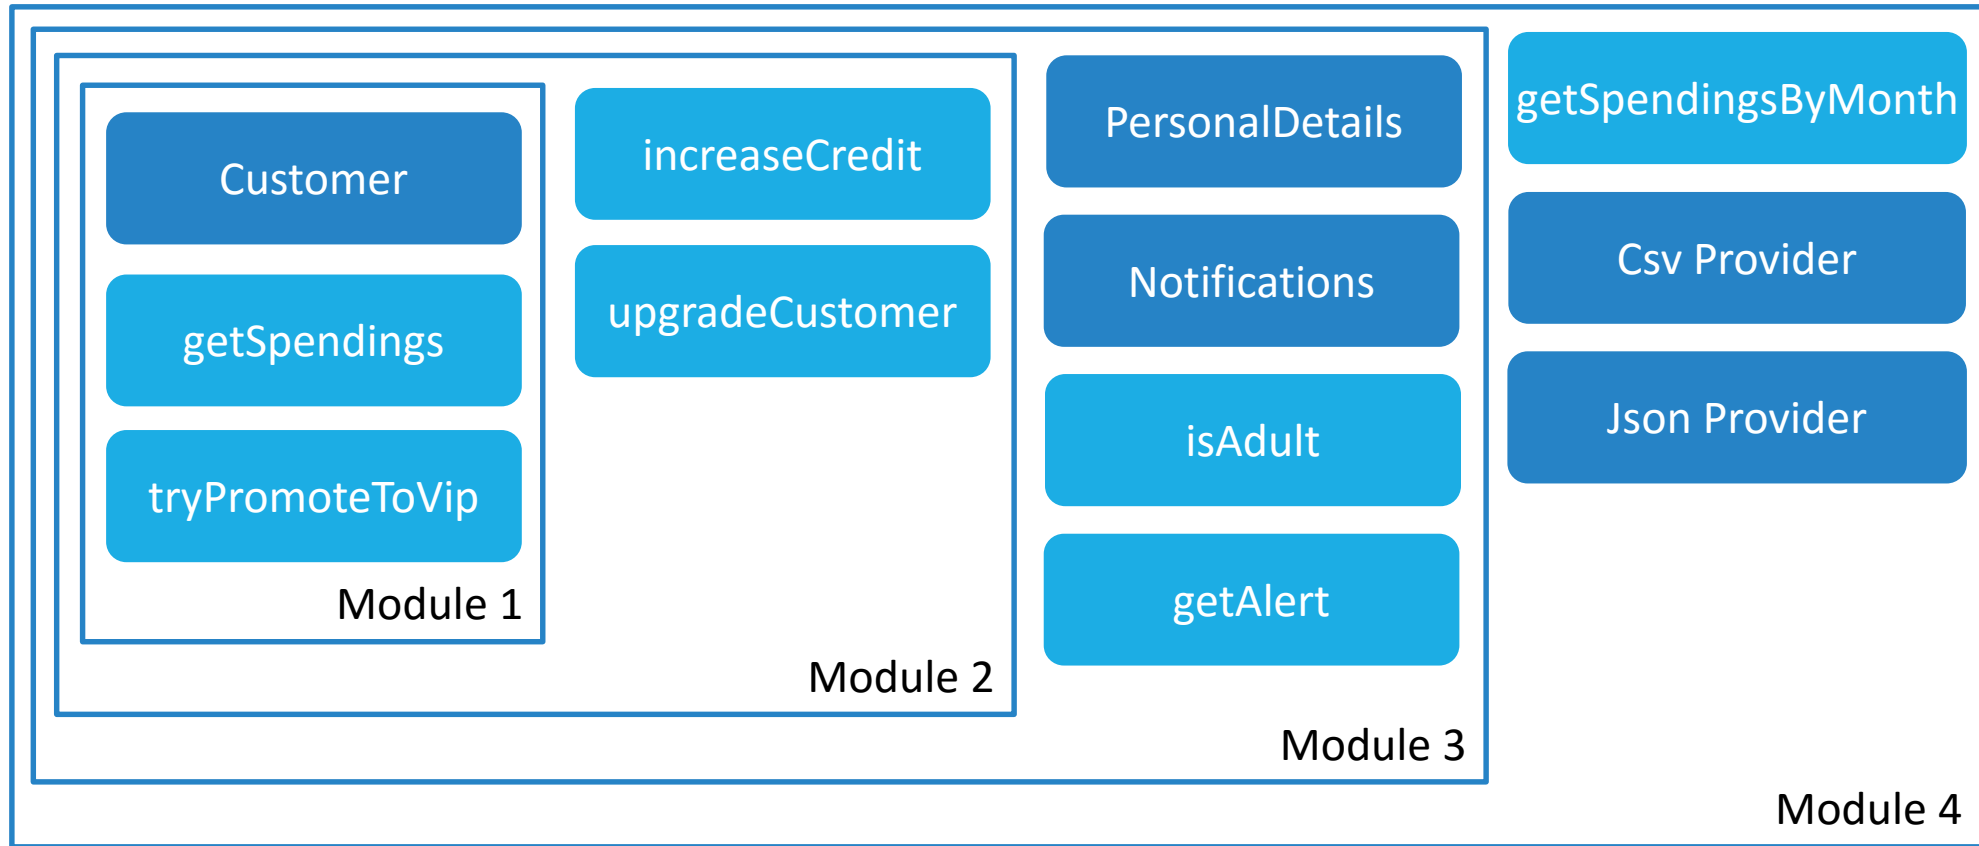 Customer
getSpendings
tryPromoteToVip
Module 1
increaseCredit
upgradeCustomer
Module 2
PersonalDetails
Notifications
isAdult
getAlert
Module 3
getSpendingsByMonth
Csv Provider
Json Provider
Module 4